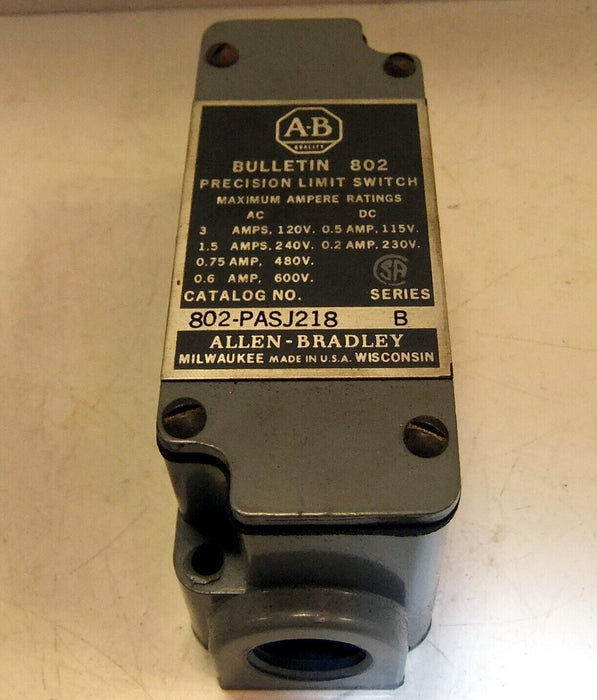 A-B
QUALITY
BULLETIN 802
PRECISION LIMIT SWITCH
MAXIMUM AMPERE RATINGS
AC DC
3 AMPS, 120V. 0.5 AMP, 115V.
1.5 AMPS, 240V. 0.2 AMP, 230V.
0.75 AMP, 480V.
0.6 AMP, 600V. SA
CATALOG NO. SERIES
802-PASJ218 B
ALLEN-BRADLEY
MILWAUKEE MADE IN U.S.A. WISCONSIN